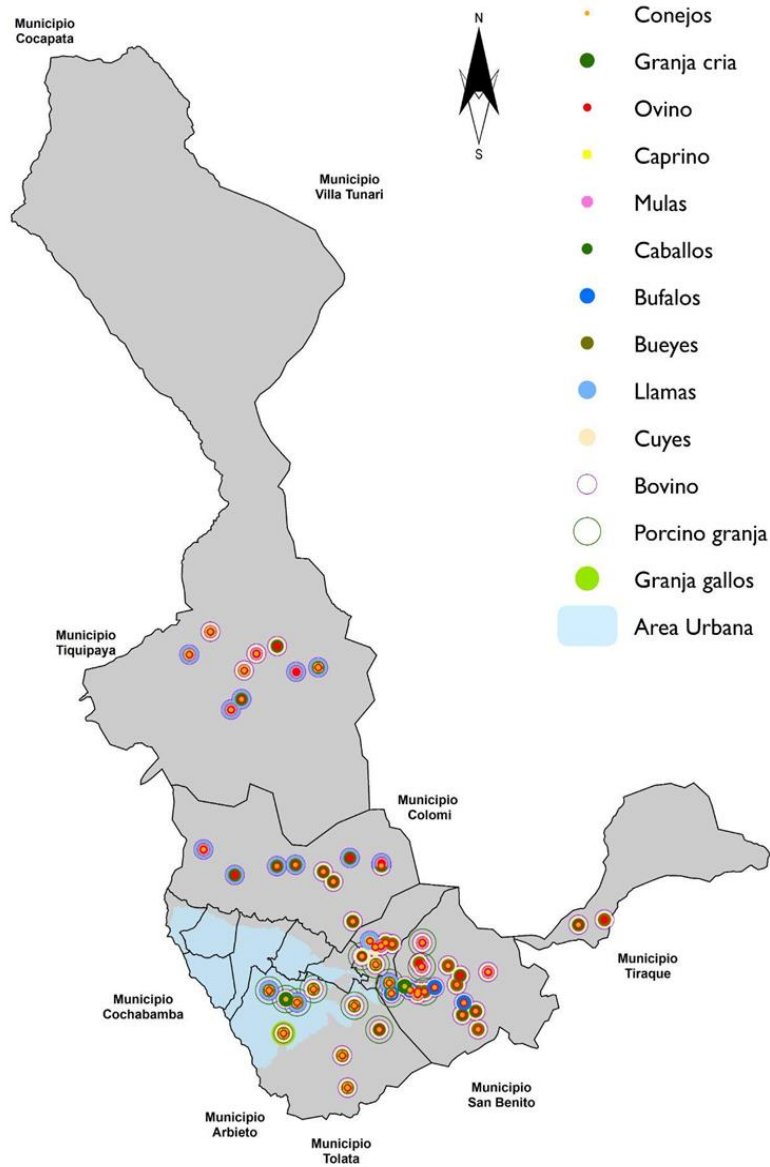 Municipio
Cocapata
N
S
Municipio
Villa Tunari
Conejos
Granja cria
Ovino
Caprino
Mulas
Caballos
Bufalos
Bueyes
Llamas
Cuyes
Bovino
Porcino granja
Granja gallos
Area Urbana
Municipio
Tiquipaya
Municipio
Colomi
Municipio
Tiraque
Municipio
Cochabamba
Municipio
San Benito
Municipio
Arbieto
Municipio
Tolata